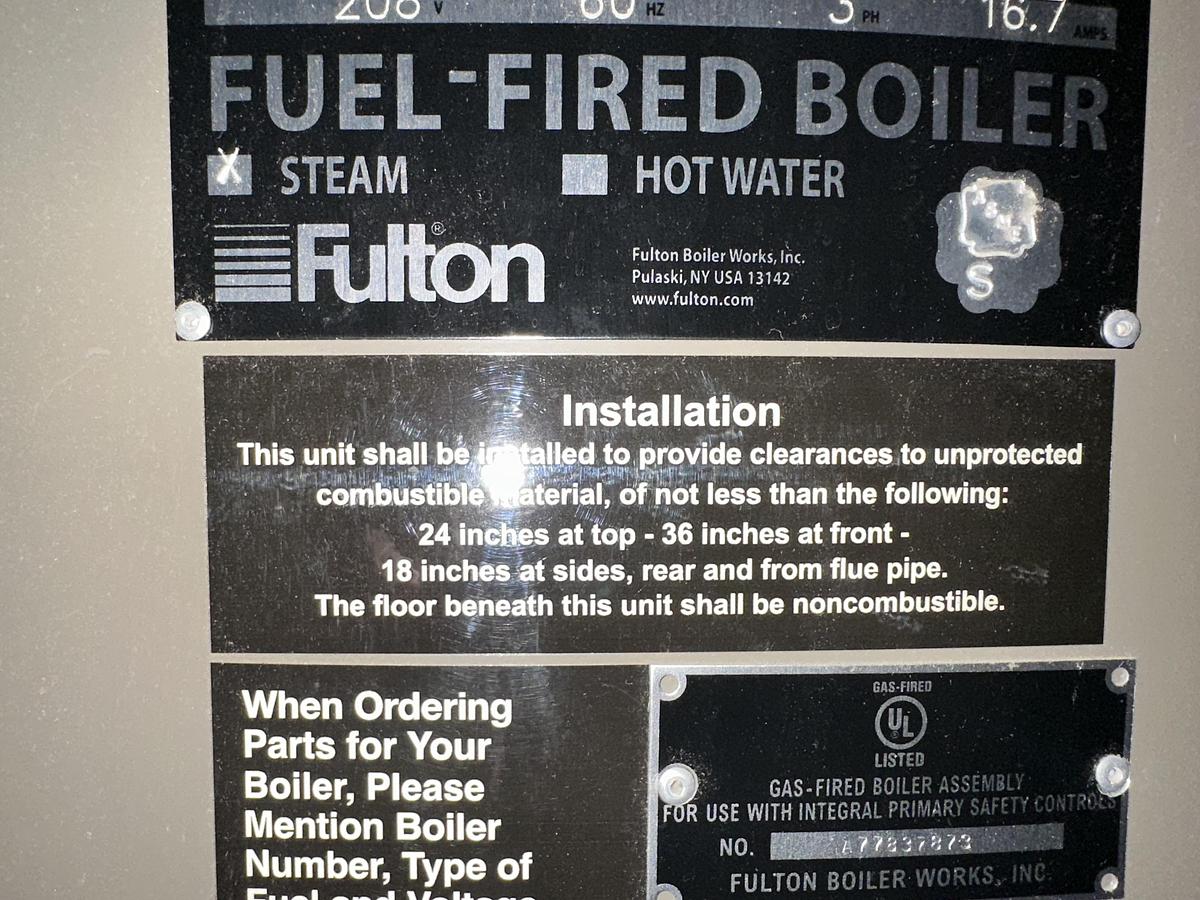 208 V 60 HZ 3 PH 16.7 AMPS
FUEL-FIRED BOILER
X STEAM HOT WATER
Fulton®
Fulton Boiler Works, Inc.
Pulaski, NY USA 13142
www.fulton.com
S
Installation
This unit shall be installed to provide clearances to unprotected
combustible material, of not less than the following:
24 inches at top - 36 inches at front -
18 inches at sides, rear and from flue pipe.
The floor beneath this unit shall be noncombustible.
When Ordering
Parts for Your
Boiler, Please
Mention Boiler
Number, Type of
Fuel and Voltage
GAS-FIRED
UL
LISTED
GAS-FIRED BOILER ASSEMBLY
FOR USE WITH INTEGRAL PRIMARY SAFETY CONTROLS
NO. A77837873
FULTON BOILER WORKS, INC.